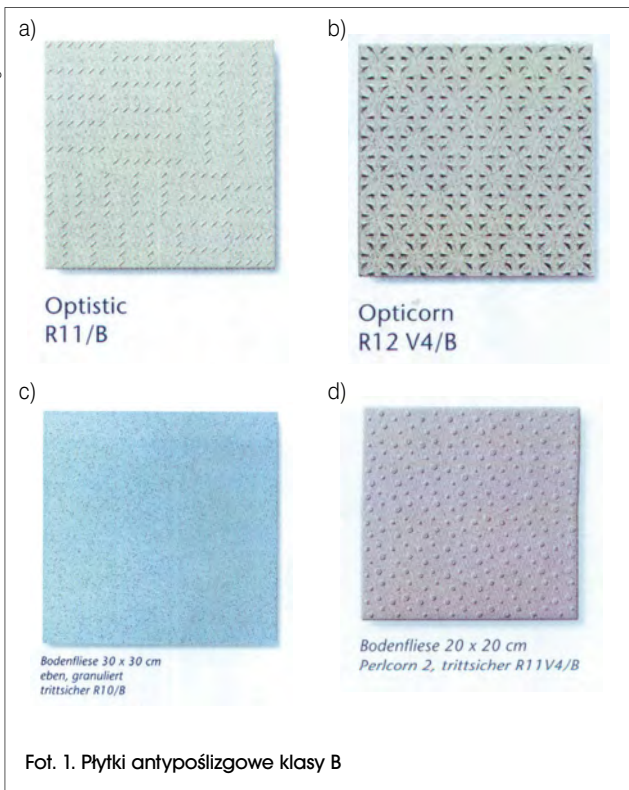 a)
b)
Optistic
R11/B
Opticorn
R12 V4/B
c)
d)
Bodenfliese 30 x 30 cm
eben, granuliert
trittsicher R10/B
Bodenfliese 20 x 20 cm
Perlcorn 2, trittsicher R11V4/B
Fot. 1. Płytki antypoślizgowe klasy B